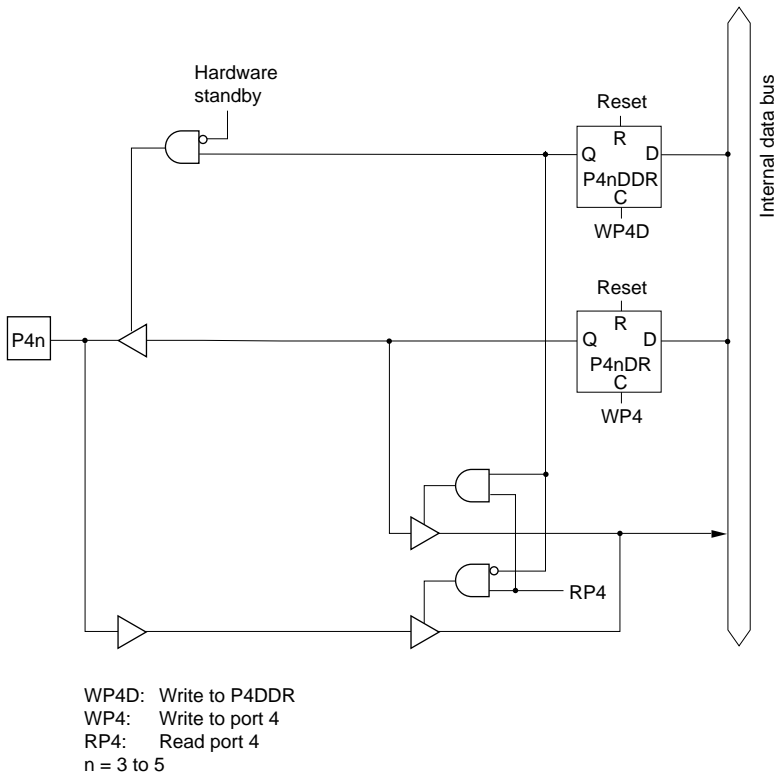 Hardware
standby
Internal data bus
Reset
R
Q D
P4nDDR
C
WP4D
Reset
P4n
R
Q D
P4nDR
C
WP4
RP4
WP4D: Write to P4DDR
WP4: Write to port 4
RP4: Read port 4
n = 3 to 5